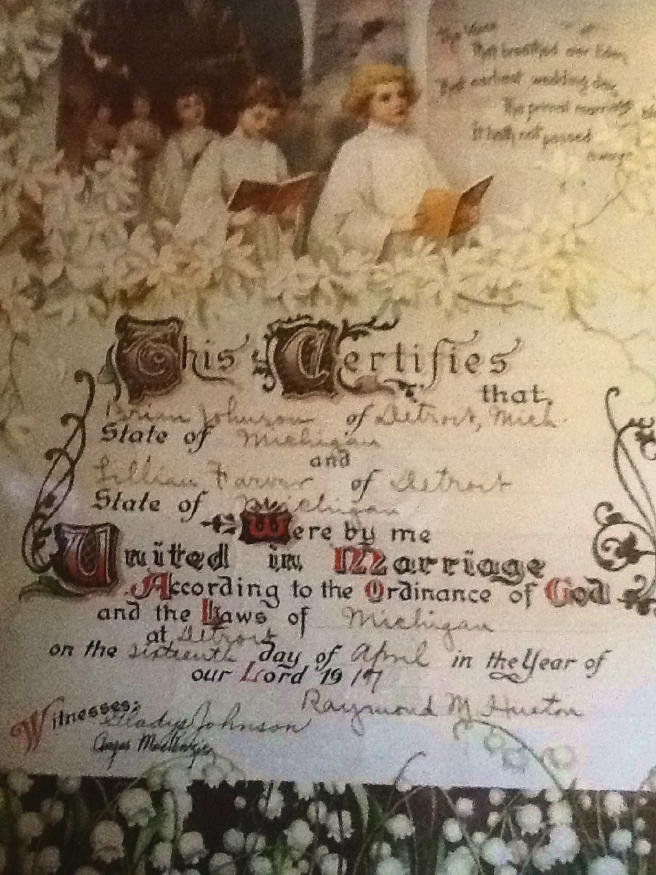 The Voice
That breathed o'er Eden,
That earliest wedding day,
The primal marriage
It hath not passed
away.
This Certifies
that,
Brian Johnson of Detroit, Mich.
State of Michigan
and
Lillian Farver of Detroit
State of Michigan
Were by me
United in Marriage
According to the Ordinance of God
and the Laws of Michigan
at Detroit
on the sixteenth day of April in the Year of
our Lord 1917
Raymond M. Huston
Witnesses:
Gladys Johnson
Angus